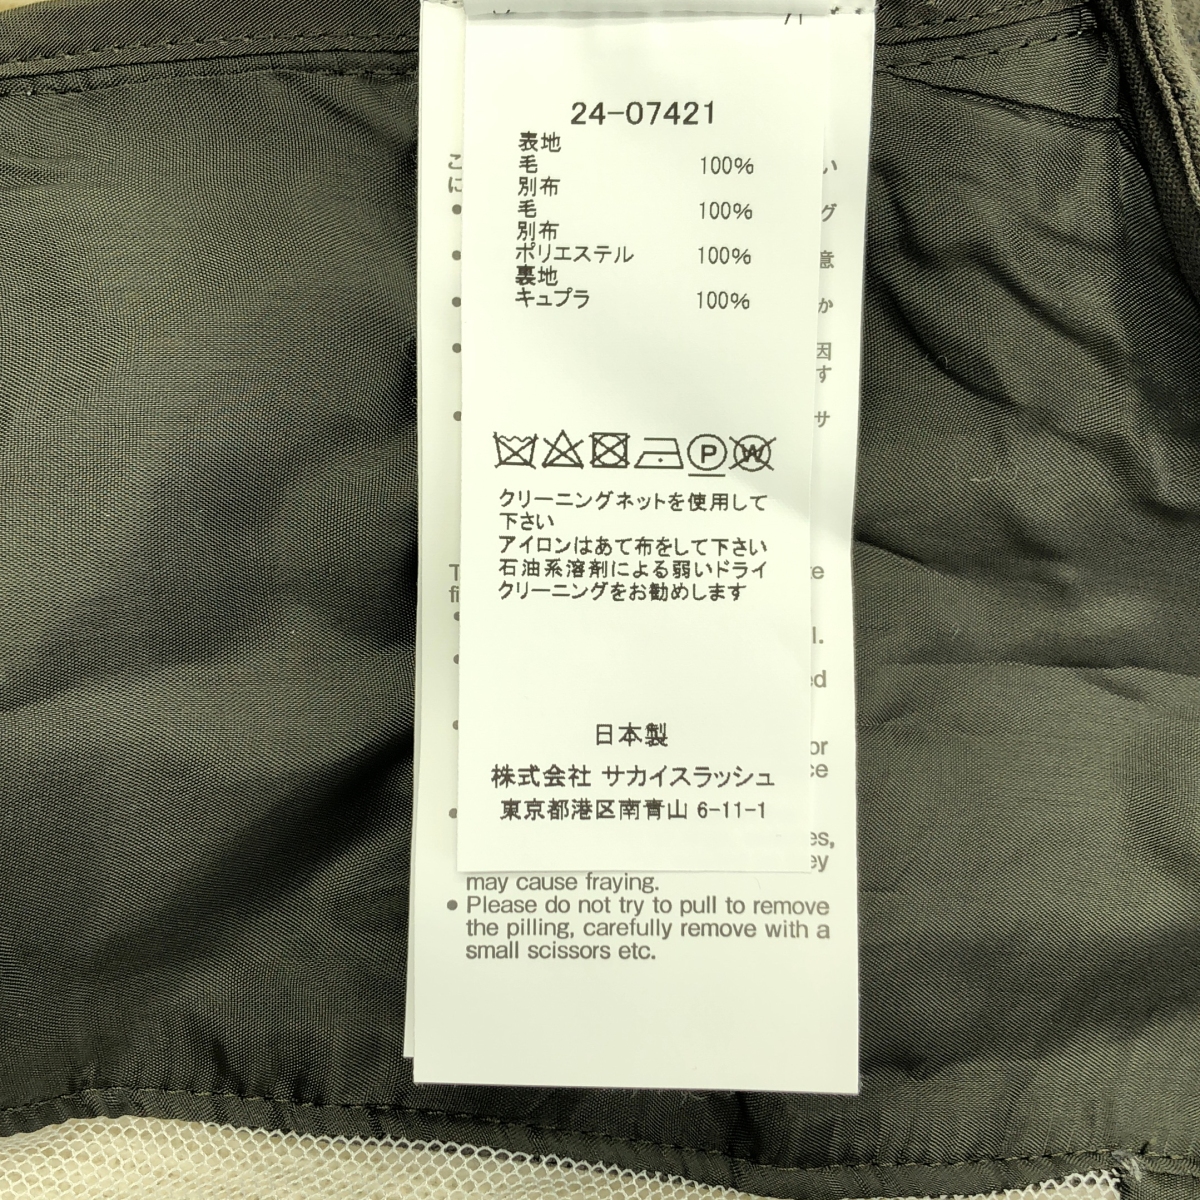 24-07421
表地
毛 100%
別布
毛 100%
別布
ポリエステル 100%
裏地
キュプラ 100%
P W
クリーニングネットを使用して
下さい
アイロンはあて布をして下さい
石油系溶剤による弱いドライ
クリーニングをお勧めします
日本製
株式会社 サカイスラッシュ
東京都港区南青山 6-11-1
may cause fraying.
● Please do not try to pull to remove
the pilling, carefully remove with a
small scissors etc.